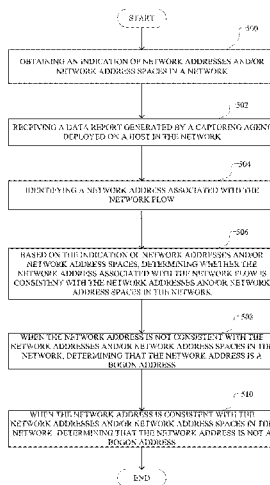 START
500
OBTAINING AN INDICATION OF NETWORK ADDRESSES AND/OR
NETWORK ADDRESS SPACES IN A NETWORK
502
RECEIVING A DATA REPORT GENERATED BY A CAPTURING AGENT
DEPLOYED ON A HOST IN THE NETWORK
504
IDENTIFYING A NETWORK ADDRESS ASSOCIATED WITH THE
NETWORK FLOW
506
BASED ON THE INDICATION OF NETWORK ADDRESSES AND/OR
NETWORK ADDRESS SPACES, DETERMINING WHETHER THE
NETWORK ADDRESS ASSOCIATED WITH THE NETWORK FLOW IS
CONSISTENT WITH THE NETWORK ADDRESSES AND/OR NETWORK
ADDRESS SPACES IN THE NETWORK
508
WHEN THE NETWORK ADDRESS IS NOT CONSISTENT WITH THE
NETWORK ADDRESSES AND/OR NETWORK ADDRESS SPACES IN THE
NETWORK, DETERMINING THAT THE NETWORK ADDRESS IS A
BOGON ADDRESS
510
WHEN THE NETWORK ADDRESS IS CONSISTENT WITH THE
NETWORK ADDRESSES AND/OR NETWORK ADDRESS SPACES IN THE
NETWORK, DETERMINING THAT THE NETWORK ADDRESS IS NOT A
BOGON ADDRESS
END